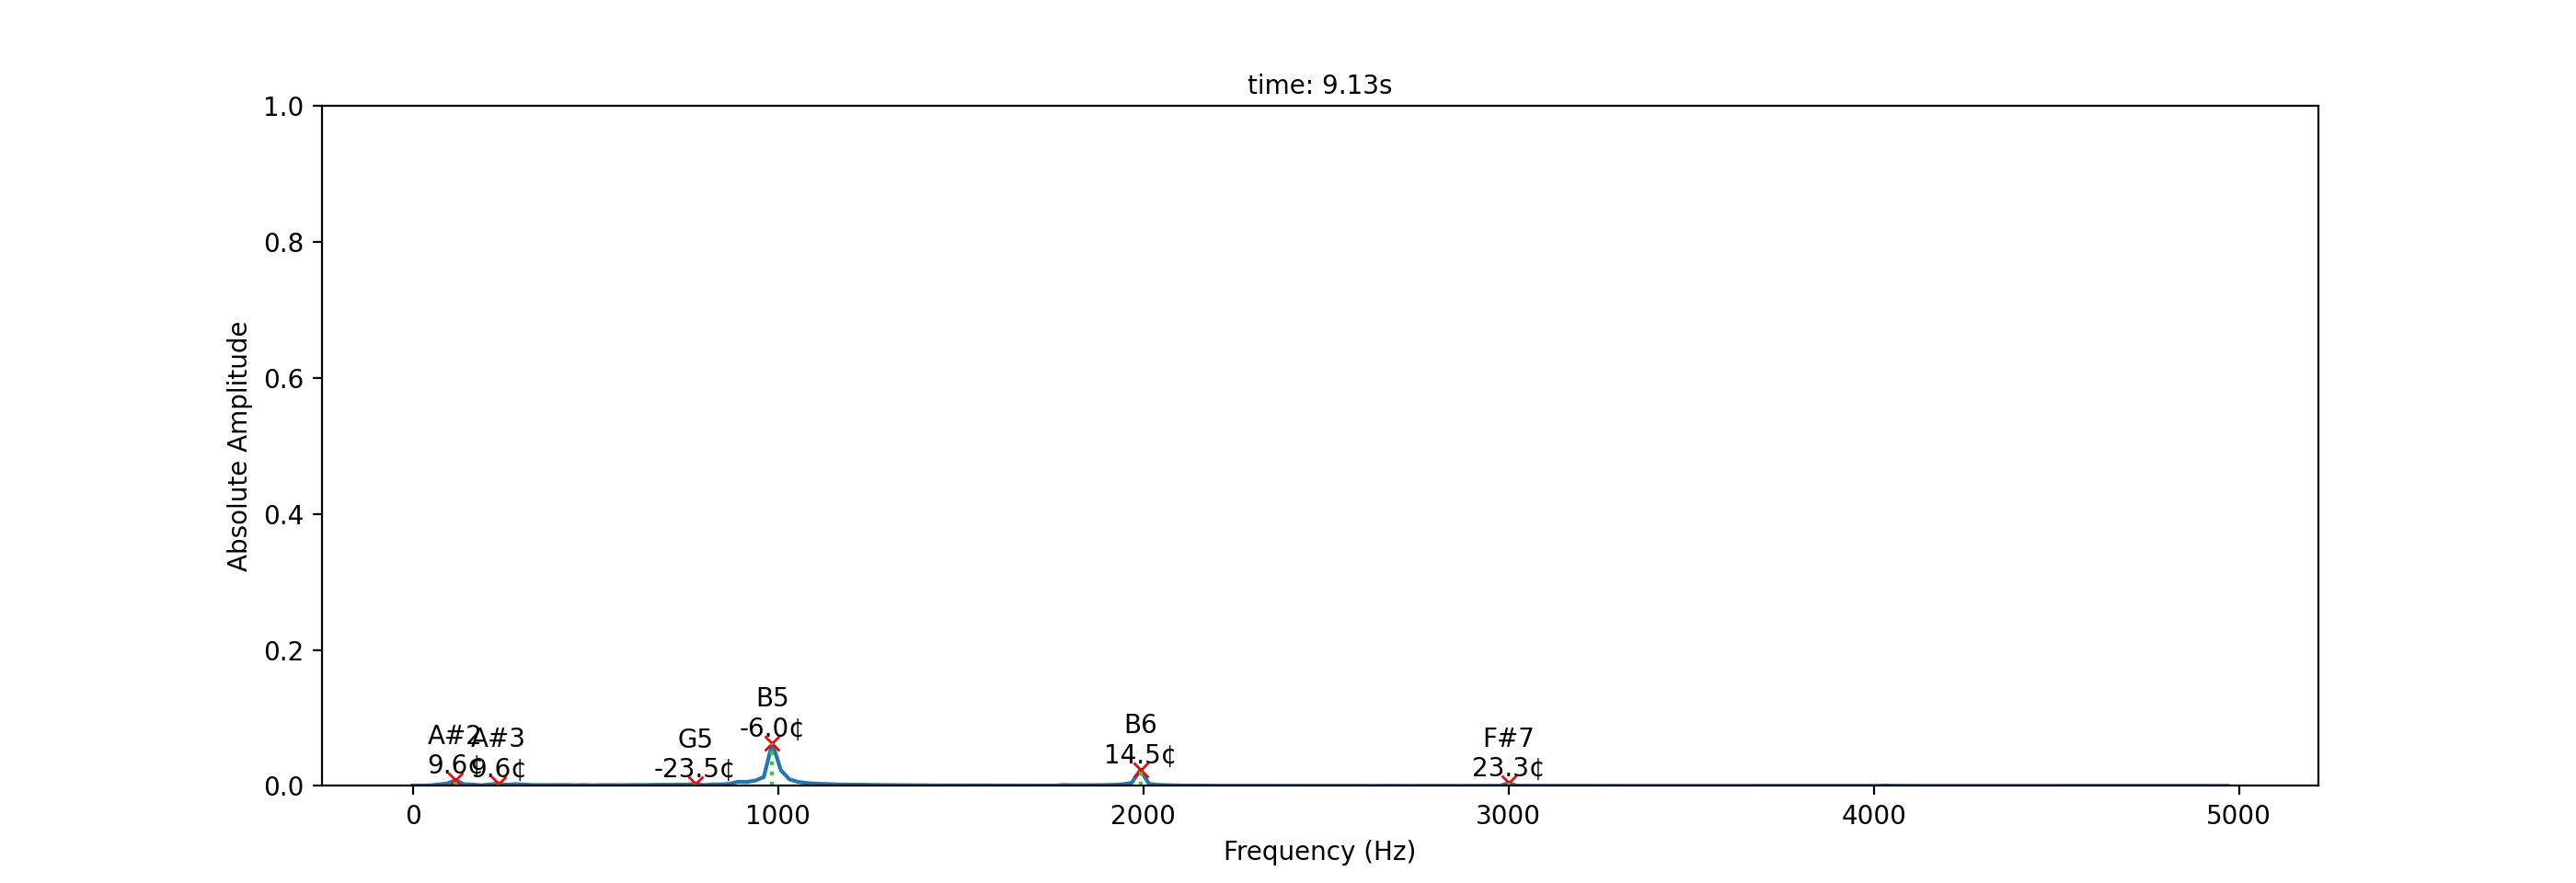 time: 9.13s
1.0
0.8
0.6
0.4
0.2
0.0
Absolute Amplitude
A#2
9.6¢
A#3
9.6¢
G5
-23.5¢
B5
-6.0¢
B6
14.5¢
F#7
23.3¢
0 1000 2000 3000 4000 5000
Frequency (Hz)